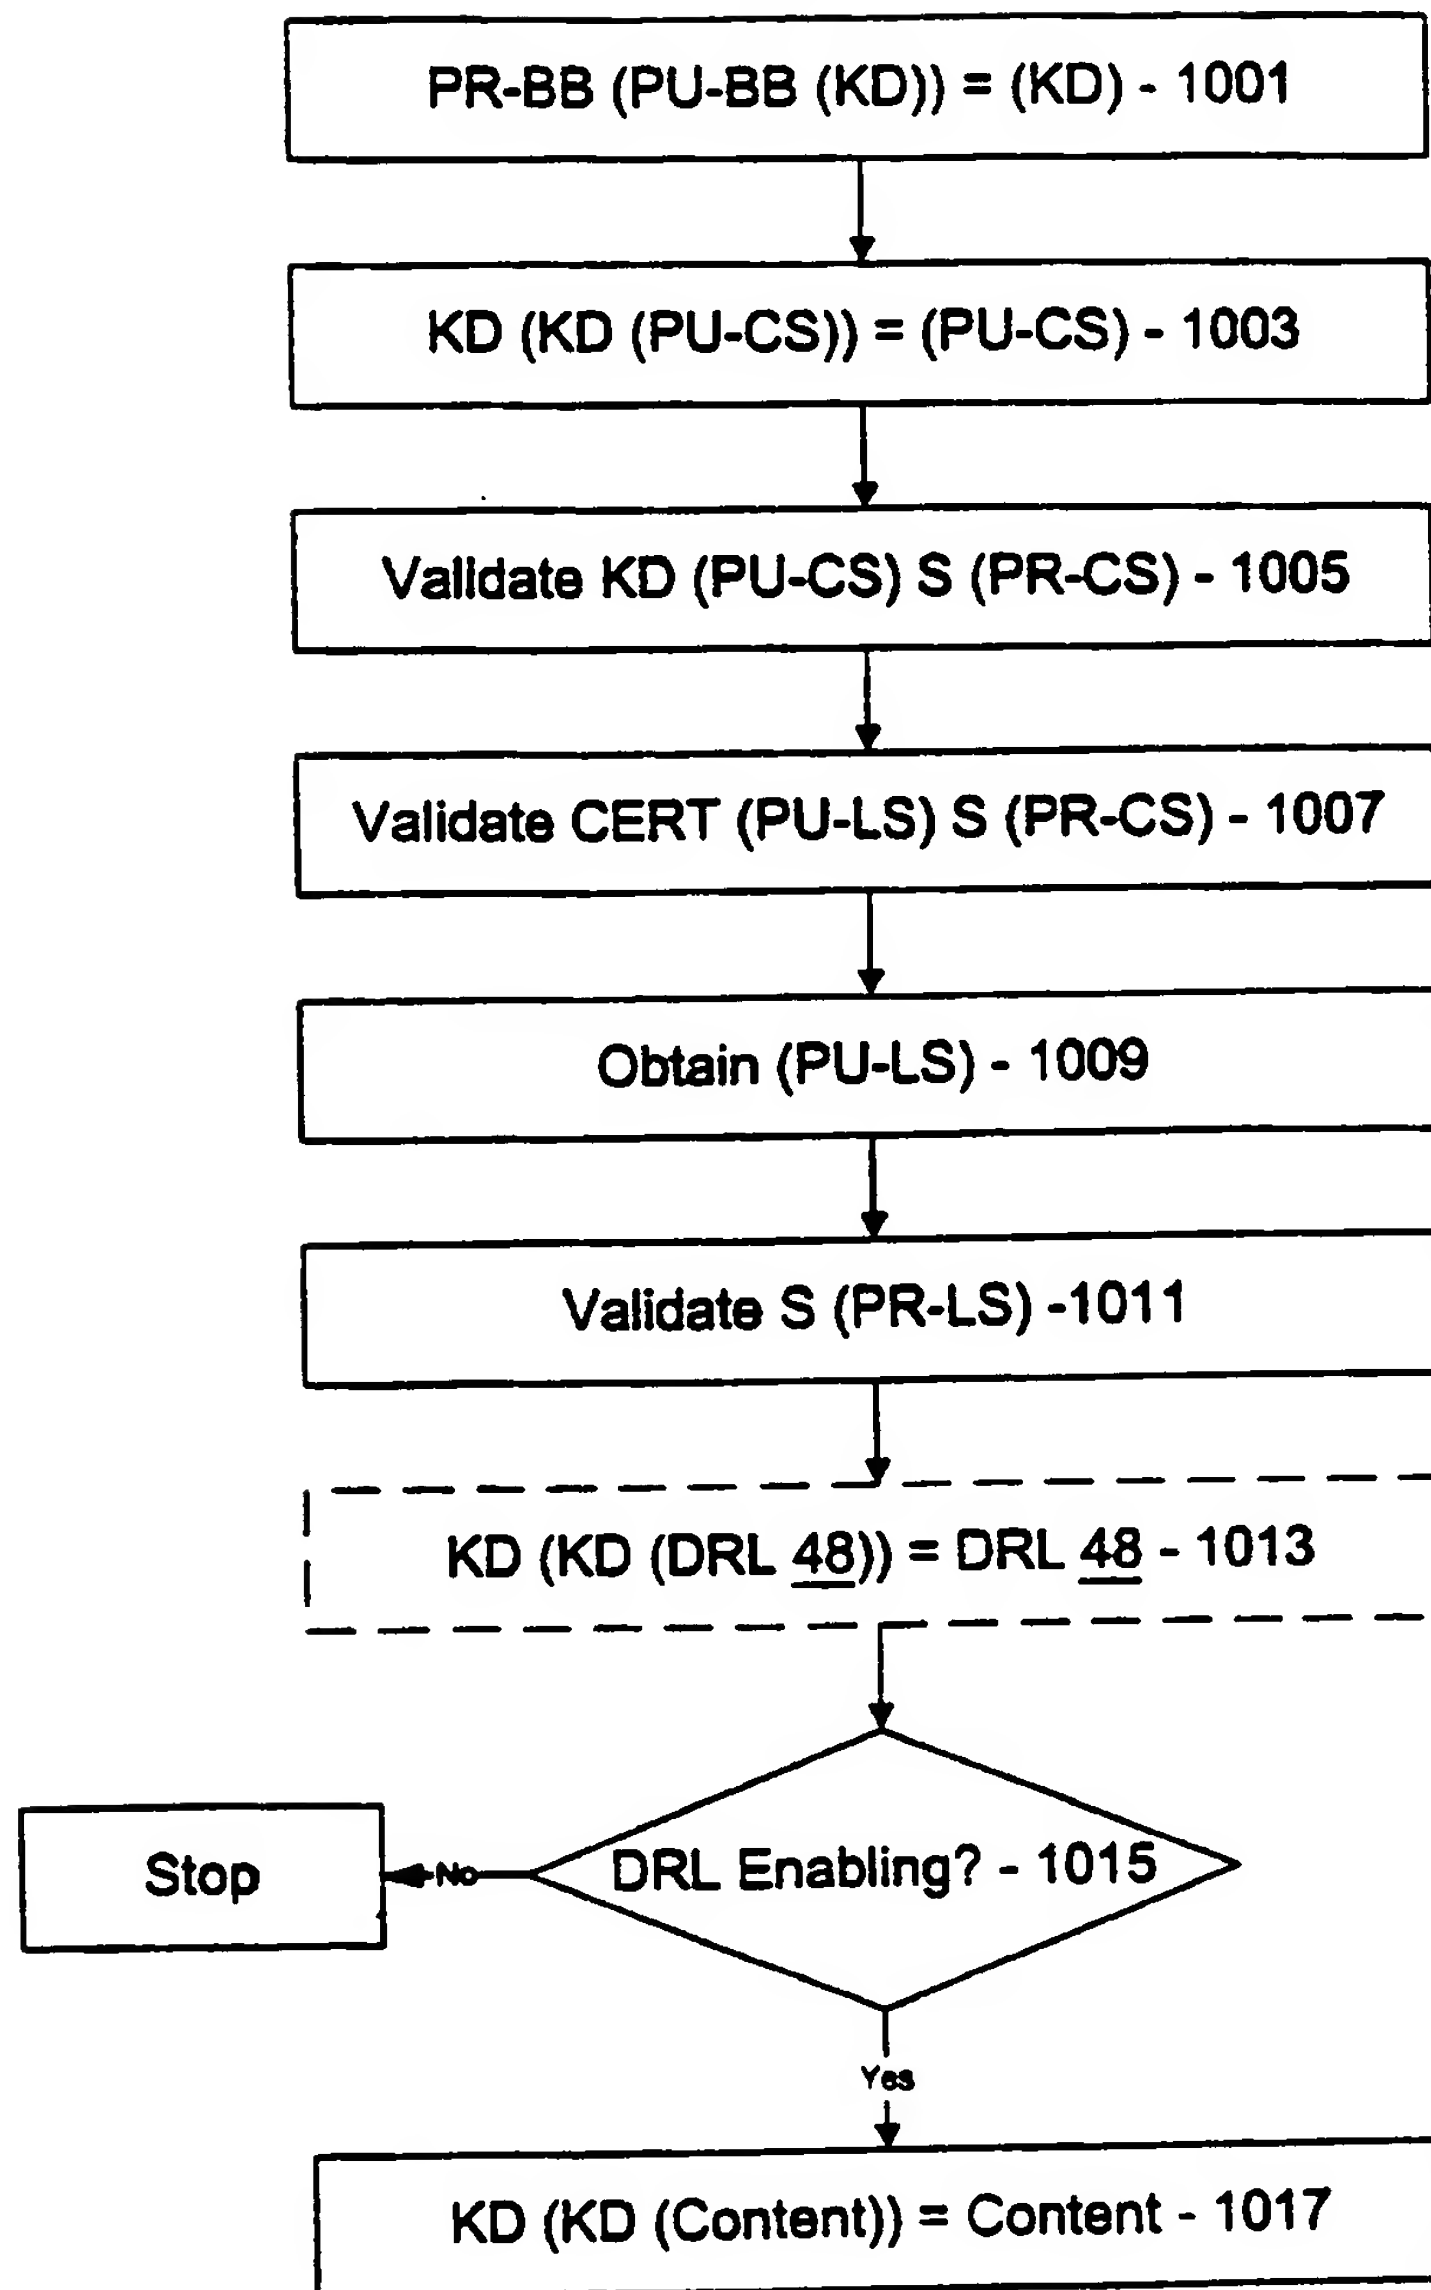 PR-BB (PU-BB (KD)) = (KD) - 1001
KD (KD (PU-CS)) = (PU-CS) - 1003
Validate KD (PU-CS) S (PR-CS) - 1005
Validate CERT (PU-LS) S (PR-CS) - 1007
Obtain (PU-LS) - 1009
Validate S (PR-LS) -1011
KD (KD (DRL 48)) = DRL 48 - 1013
DRL Enabling? - 1015
No
Stop
Yes
KD (KD (Content)) = Content - 1017